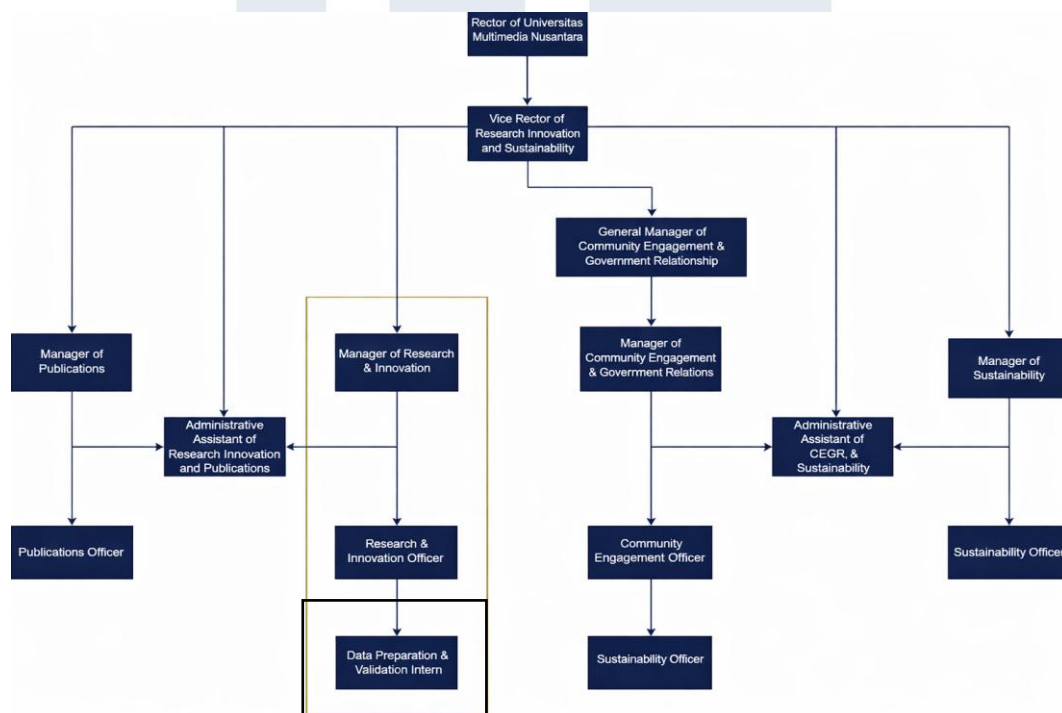 Rector of Universitas
Multimedia Nusantara
Vice Rector of
Research Innovation
and Sustainability
General Manager of
Community Engagement &
Government Relationship
Manager of
Publications
Manager of Research
& Innovation
Manager of
Community Engagement
& Government Relations
Manager of
Sustainability
Administrative
Assistant of
Research Innovation
and Publications
Administrative
Assistant of
CEGR, &
Sustainability
Publications Officer
Research &
Innovation Officer
Community
Engagement Officer
Sustainability Officer
Data Preparation &
Validation Intern
Sustainability Officer